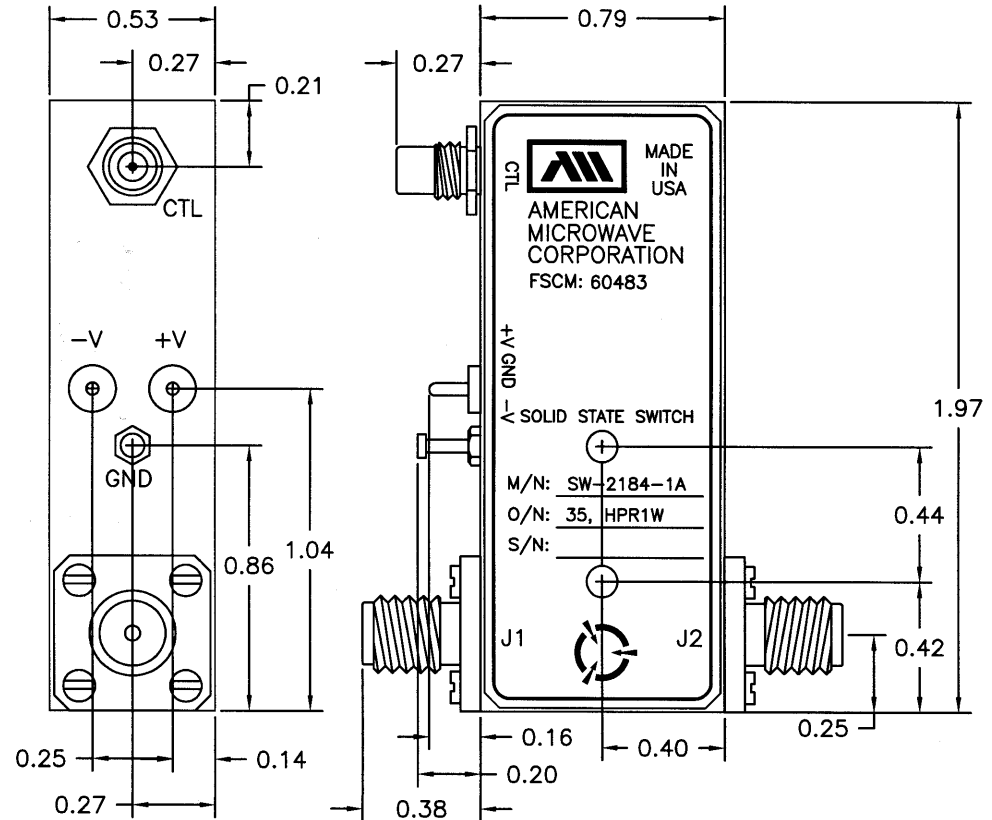 0.53
0.27
0.21
CTL
-V
+V
GND
0.86
1.04
0.25
0.14
0.27
0.79
0.27
CTL
MADE
IN
USA
AMERICAN
MICROWAVE
CORPORATION
FSCM: 60483
+V GND -V
SOLID STATE SWITCH
M/N: SW-2184-1A
O/N: 35, HPR1W
S/N:
J1
J2
1.97
0.44
0.42
0.25
0.16
0.40
0.20
0.38